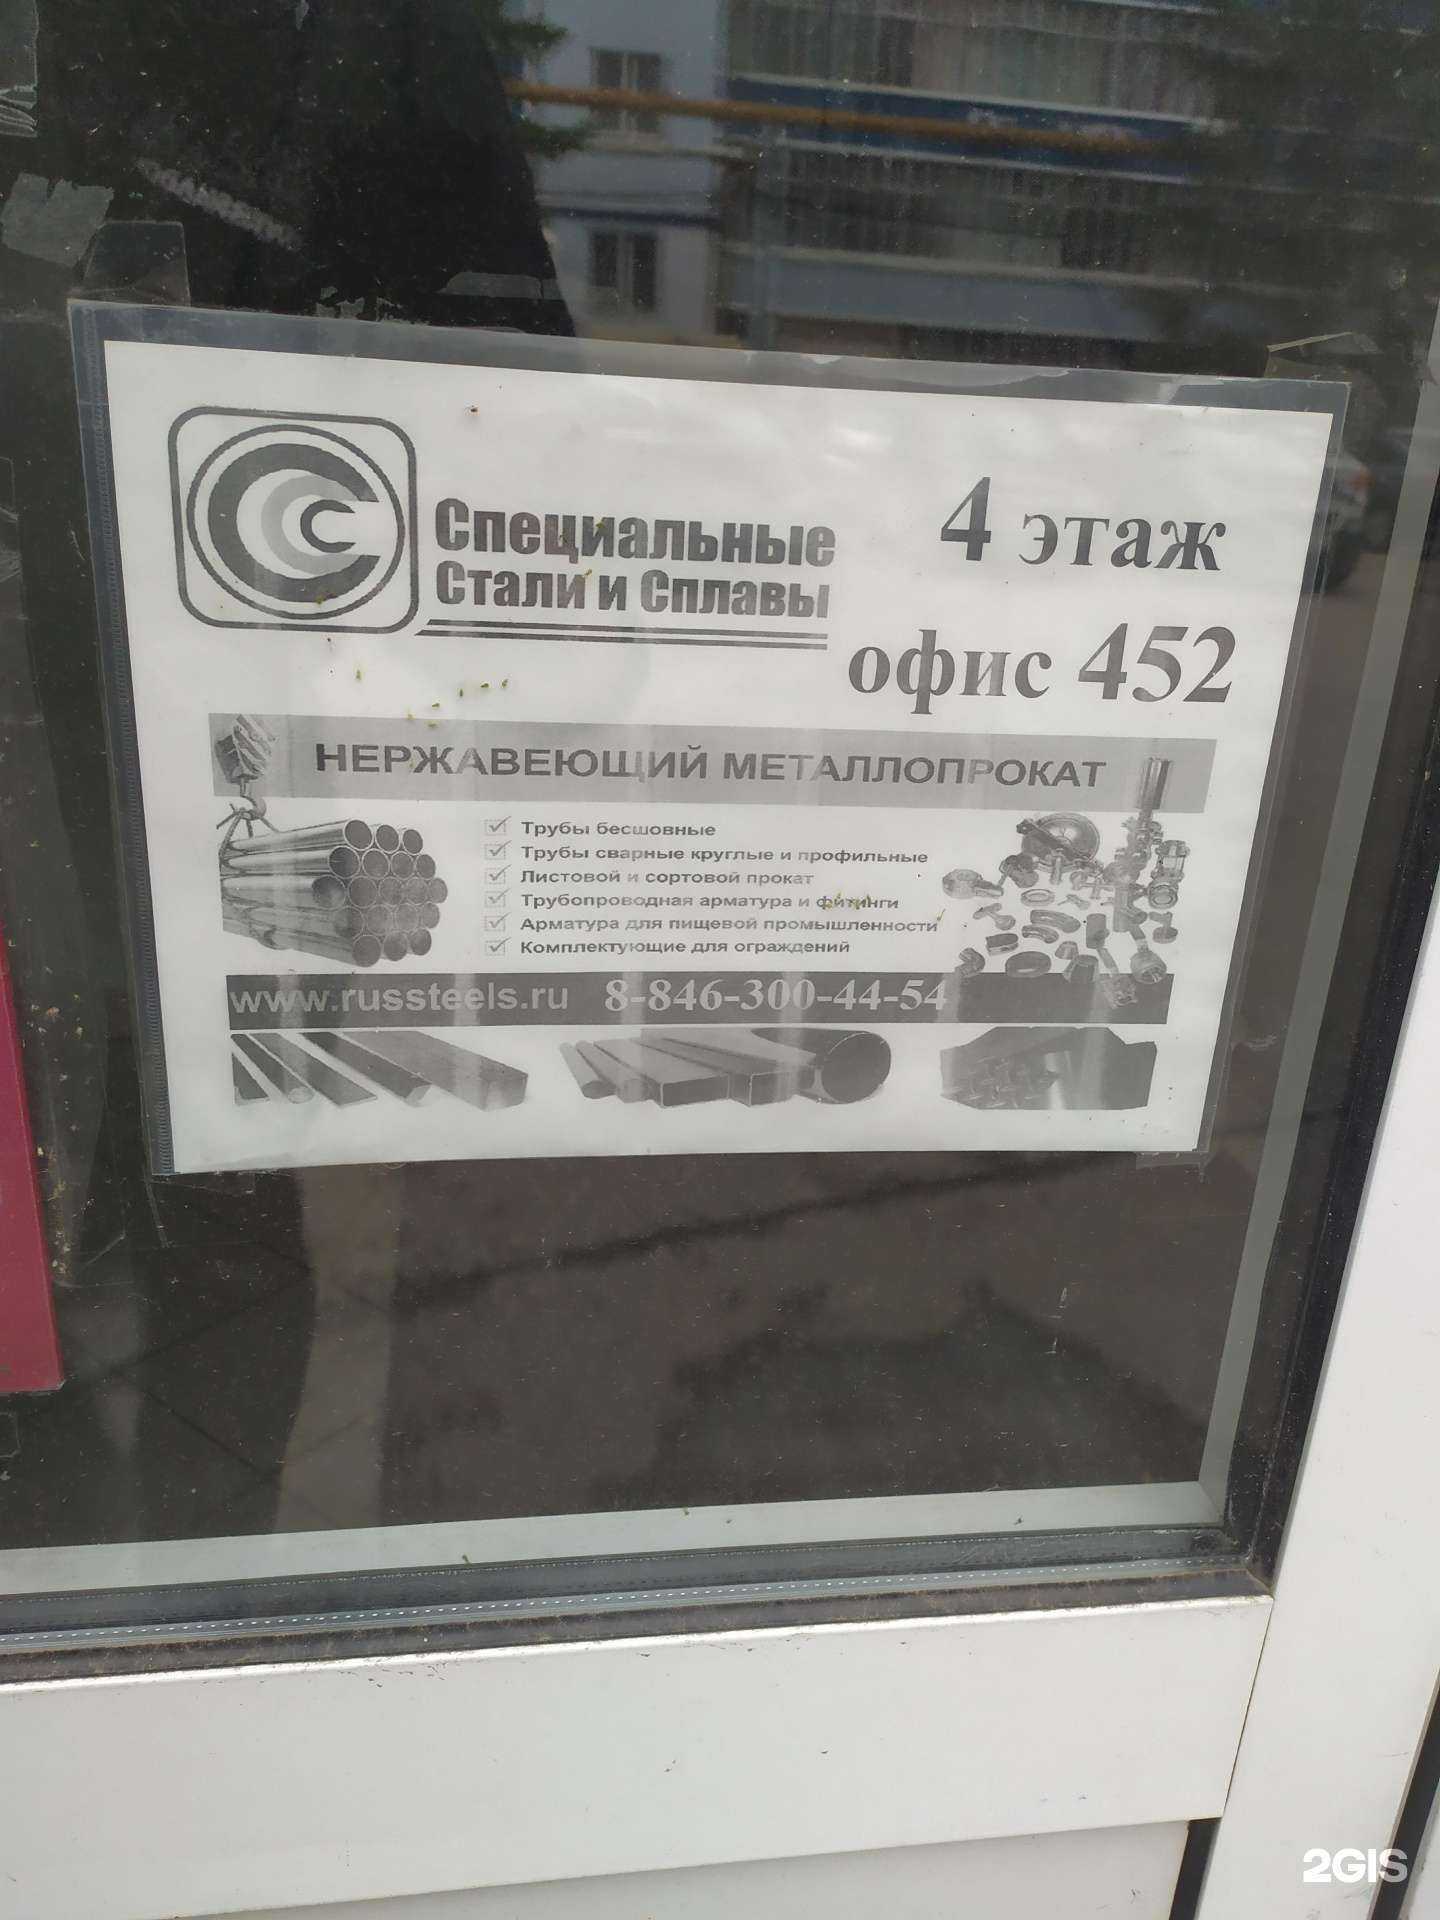 Специальные
Стали и Сплавы
4 этаж
офис 452
НЕРЖАВЕЮЩИЙ МЕТАЛЛОПРОКАТ
Трубы бесшовные
Трубы сварные круглые и профильные
Листовой и сортовой прокат
Трубопроводная арматура и фитинги
Арматура для пищевой промышленности
Комплектующие для ограждений
www.russteels.ru 8-846-300-44-54
2GIS